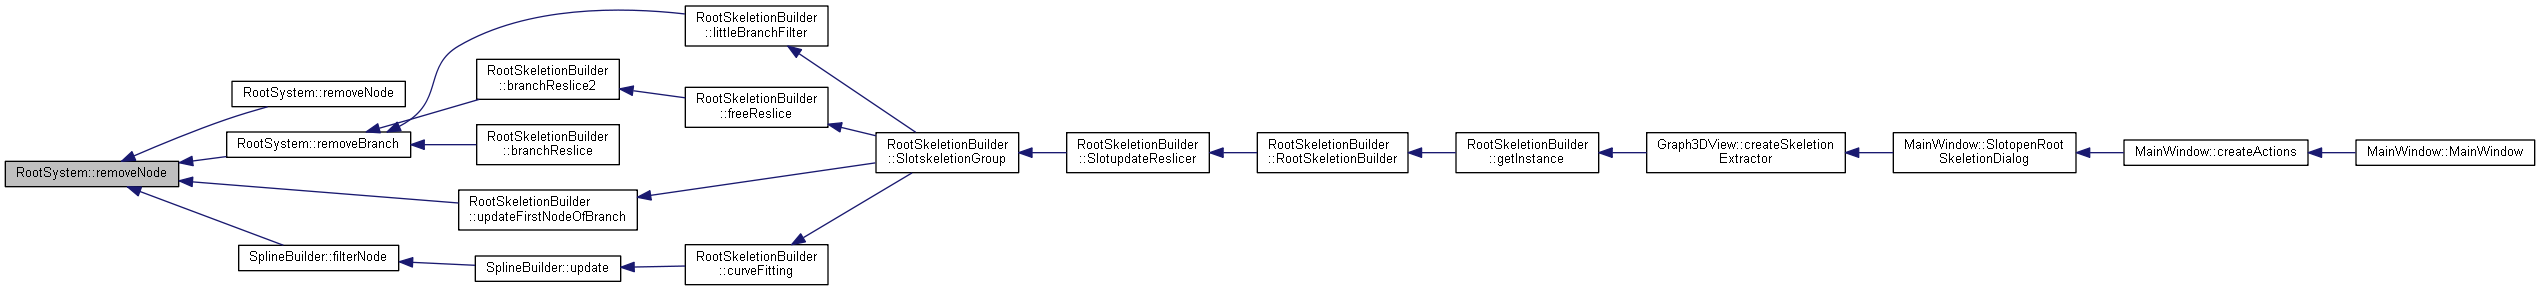 RootSystem::removeNode
RootSystem::removeNode
RootSystem::removeBranch
RootSkeletionBuilder
::updateFirstNodeOfBranch
SplineBuilder::filterNode
RootSkeletionBuilder
::branchReslice2
RootSkeletionBuilder
::branchReslice
SplineBuilder::update
RootSkeletionBuilder
::littleBranchFilter
RootSkeletionBuilder
::freeReslice
RootSkeletionBuilder
::curveFitting
RootSkeletionBuilder
::SlotskeletionGroup
RootSkeletionBuilder
::SlotupdateReslicer
RootSkeletionBuilder
::RootSkeletionBuilder
RootSkeletionBuilder
::getInstance
Graph3DView::createSkeletion
Extractor
MainWindow::SlotopenRoot
SkeletionDialog
MainWindow::createActions
MainWindow::MainWindow